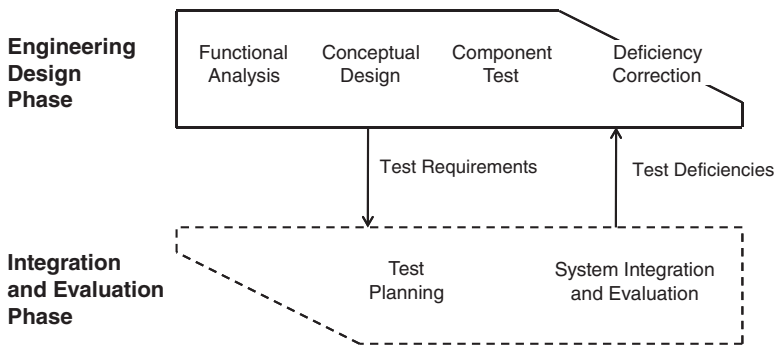 Engineering
Design
Phase
Functional
Analysis
Conceptual
Design
Component
Test
Deficiency
Correction
Test Requirements
Test Deficiencies
Integration
and Evaluation
Phase
Test
Planning
System Integration
and Evaluation